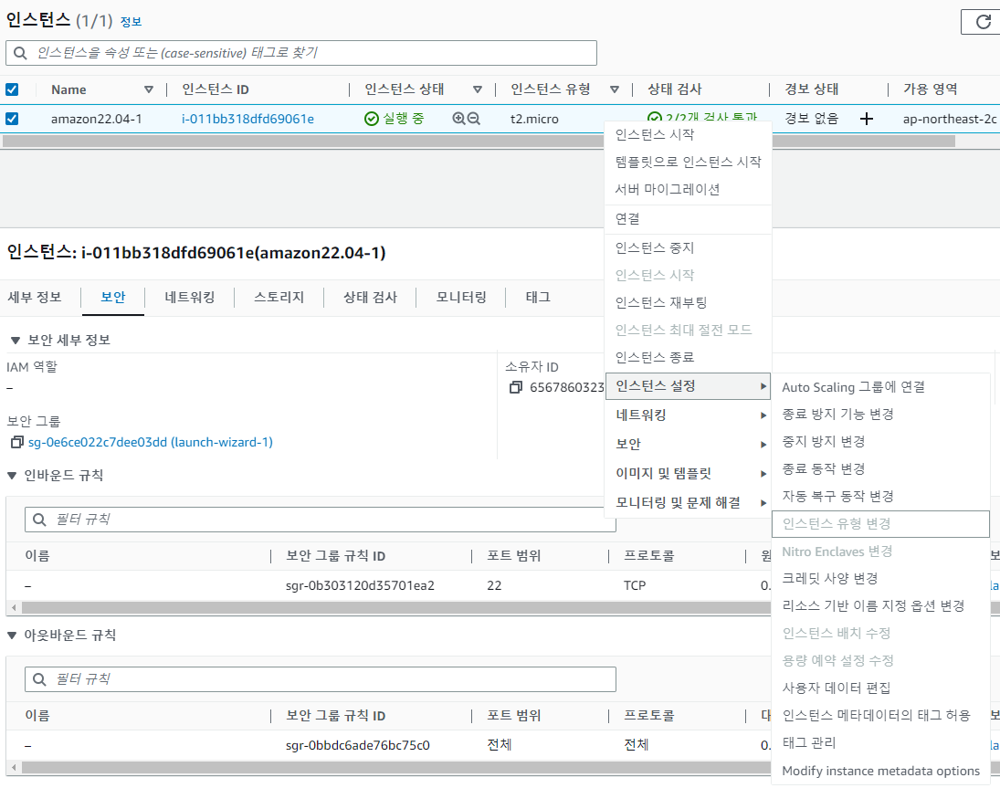 인스턴스 (1/1) 정보
인스턴스을 속성 또는 (case-sensitive) 태그로 찾기
Name 인스턴스 ID 인스턴스 상태 인스턴스 유형 상태 검사 경보 상태 가용 영역
amazon22.04-1 i-011bb318dfd69061e 실행 중 t2.micro 2/2개 검사 통과 경보 없음 + ap-northeast-2c
인스턴스: i-011bb318dfd69061e(amazon22.04-1)
세부 정보 보안 네트워킹 스토리지 상태 검사 모니터링 태그
보안 세부 정보
IAM 역할
–
소유자 ID
6567860323
보안 그룹
sg-0e6ce022c7dee03dd (launch-wizard-1)
인바운드 규칙
필터 규칙
이름 보안 그룹 규칙 ID 포트 범위 프로토콜 원
– sgr-0b303120d35701ea2 22 TCP 0.
아웃바운드 규칙
필터 규칙
이름 보안 그룹 규칙 ID 포트 범위 프로토콜
– sgr-0bbdc6ade76bc75c0 전체 전체 0.
인스턴스 시작
템플릿으로 인스턴스 시작
서버 마이그레이션
연결
인스턴스 중지
인스턴스 시작
인스턴스 재부팅
인스턴스 최대 절전 모드
인스턴스 종료
인스턴스 설정
네트워킹
보안
이미지 및 템플릿
모니터링 및 문제 해결
Auto Scaling 그룹에 연결
종료 방지 기능 변경
중지 방지 변경
종료 동작 변경
자동 복구 동작 변경
인스턴스 유형 변경
Nitro Enclaves 변경
크레딧 사양 변경
리소스 기반 이름 지정 옵션 변경
인스턴스 배치 수정
용량 예약 설정 수정
사용자 데이터 편집
인스턴스 메타데이터의 태그 허용
태그 관리
Modify instance metadata options